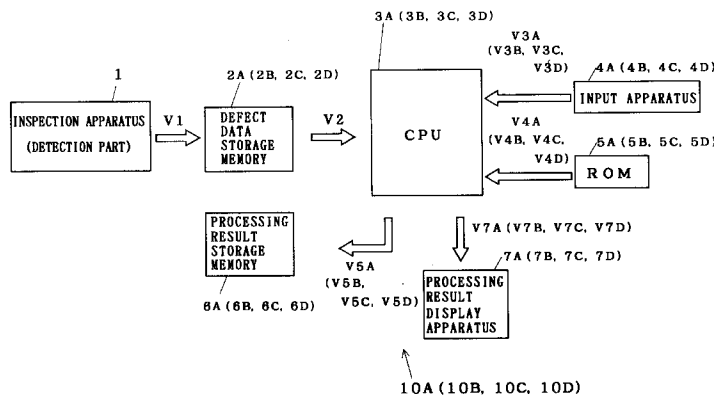 3A (3B, 3C, 3D)
V3A
(V3B, V3C,
V3D)
4A (4B, 4C, 4D)
1
2A (2B, 2C, 2D)
INSPECTION APPARATUS
(DETECTION PART)
V1
DEFECT
DATA
STORAGE
MEMORY
V2
CPU
INPUT APPARATUS
V4A
(V4B, V4C,
V4D)
5A (5B, 5C, 5D)
ROM
PROCESSING
RESULT
STORAGE
MEMORY
6A (6B, 6C, 6D)
V5A
(V5B,
V5C, V5D)
V7A (V7B, V7C, V7D)
7A (7B, 7C, 7D)
PROCESSING
RESULT
DISPLAY
APPARATUS
10A (10B, 10C, 10D)